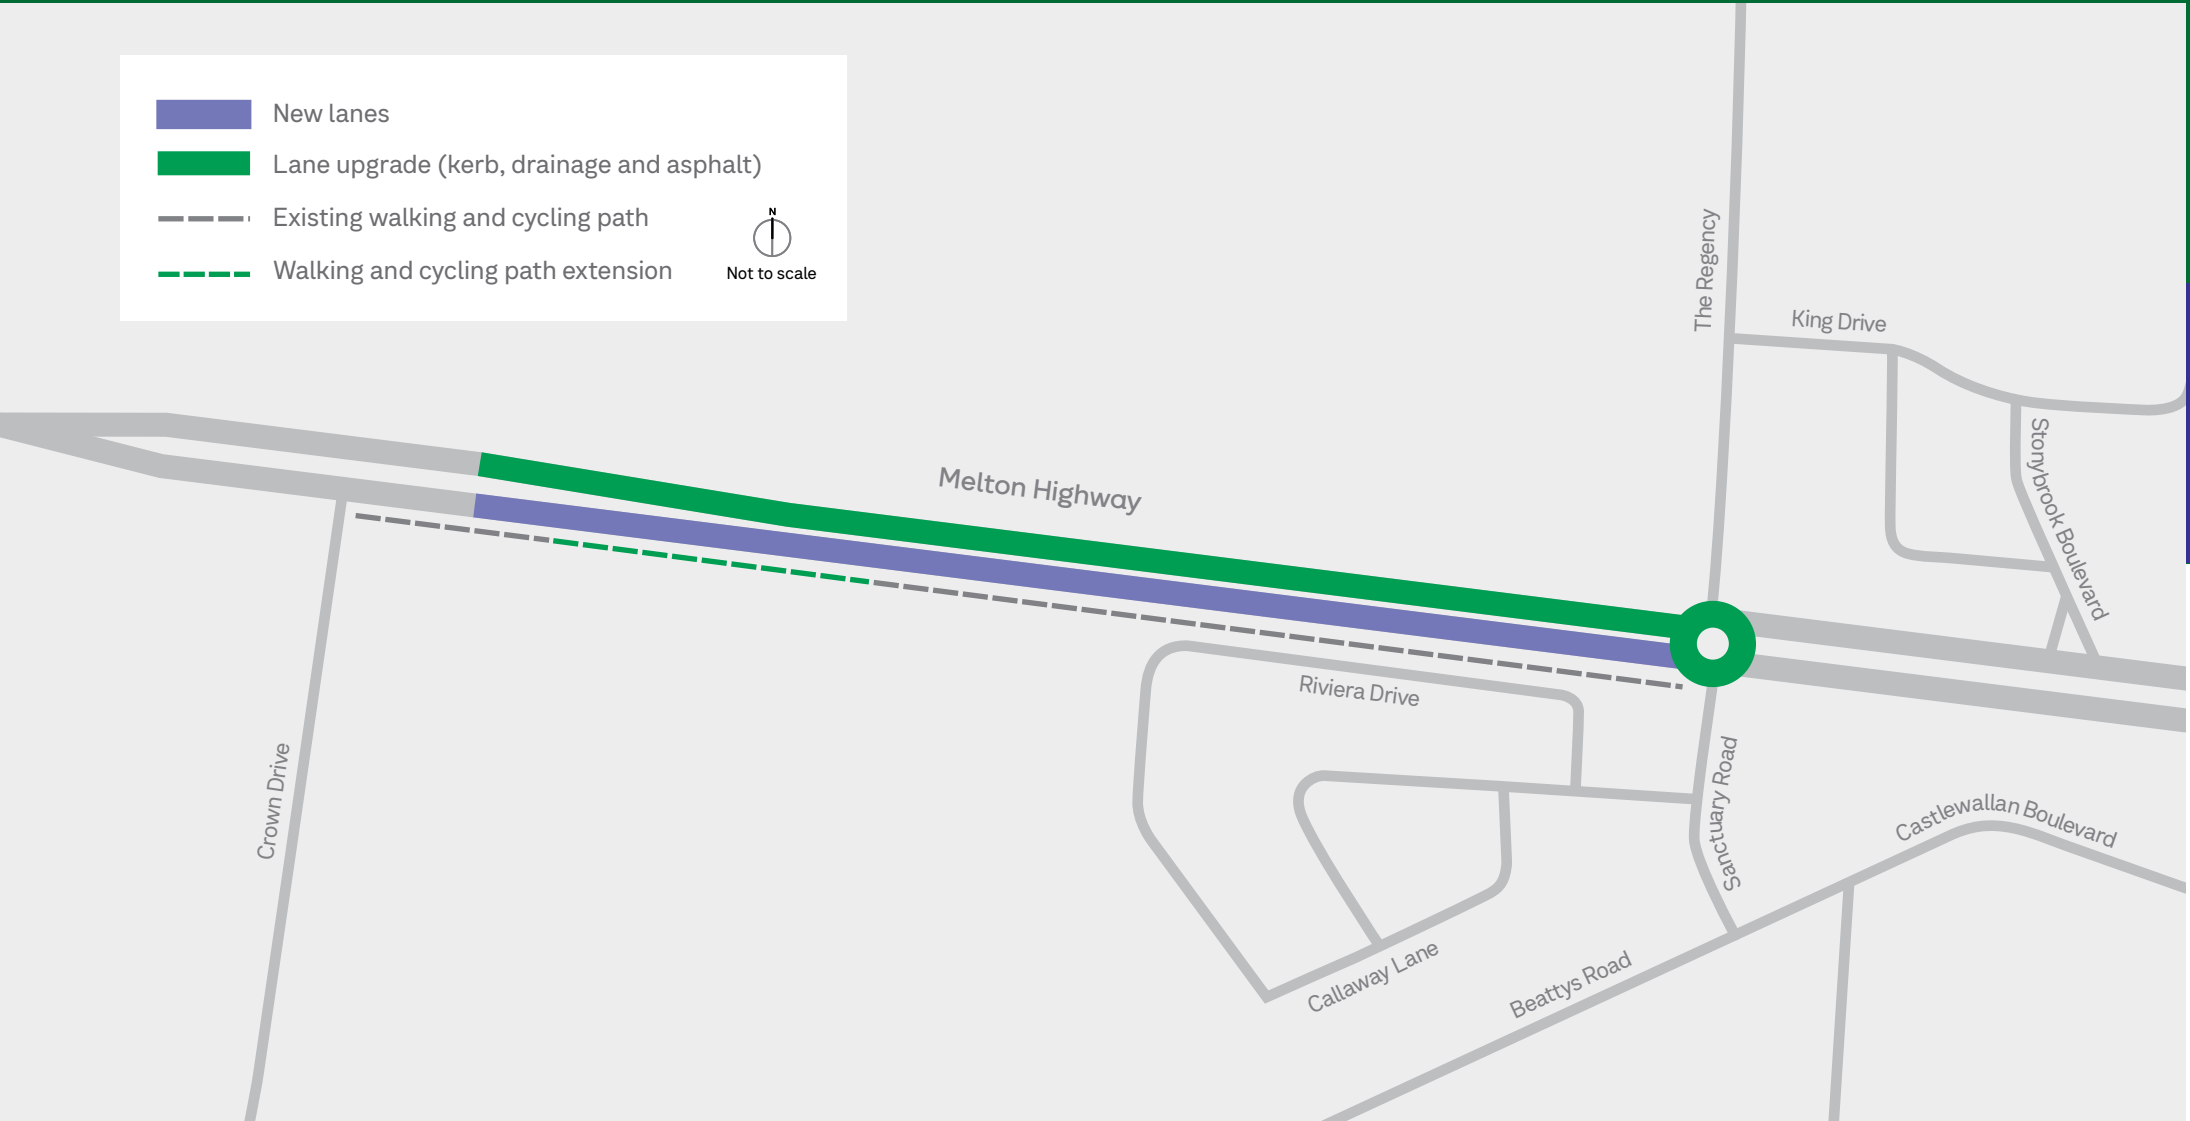 New lanes
Lane upgrade (kerb, drainage and asphalt)
Existing walking and cycling path
Walking and cycling path extension
N
Not to scale
The Regency
King Drive
Stonybrook Boulevard
Melton Highway
Riviera Drive
Crown Drive
Sanctuary Road
Castlewallan Boulevard
Callaway Lane
Beattys Road